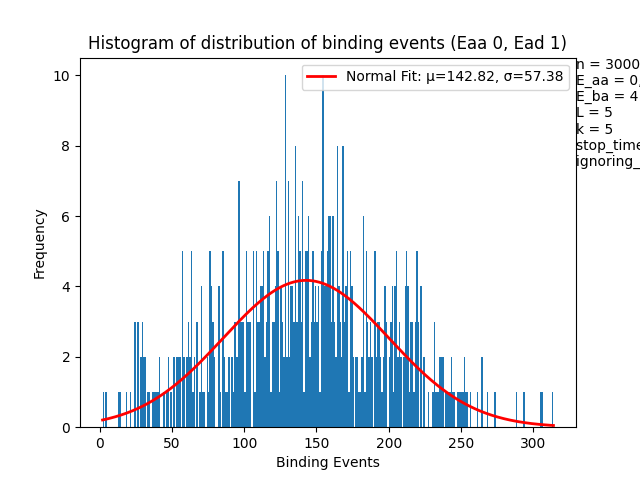 Histogram of distribution of binding events (Eaa 0, Ead 1)
Normal Fit: μ=142.82, σ=57.38
n = 3000
E_aa = 0,
E_ba = 4
L = 5
k = 5
stop_time
ignoring_
Frequency
10
8
6
4
2
0
0 50 100 150 200 250 300
Binding Events